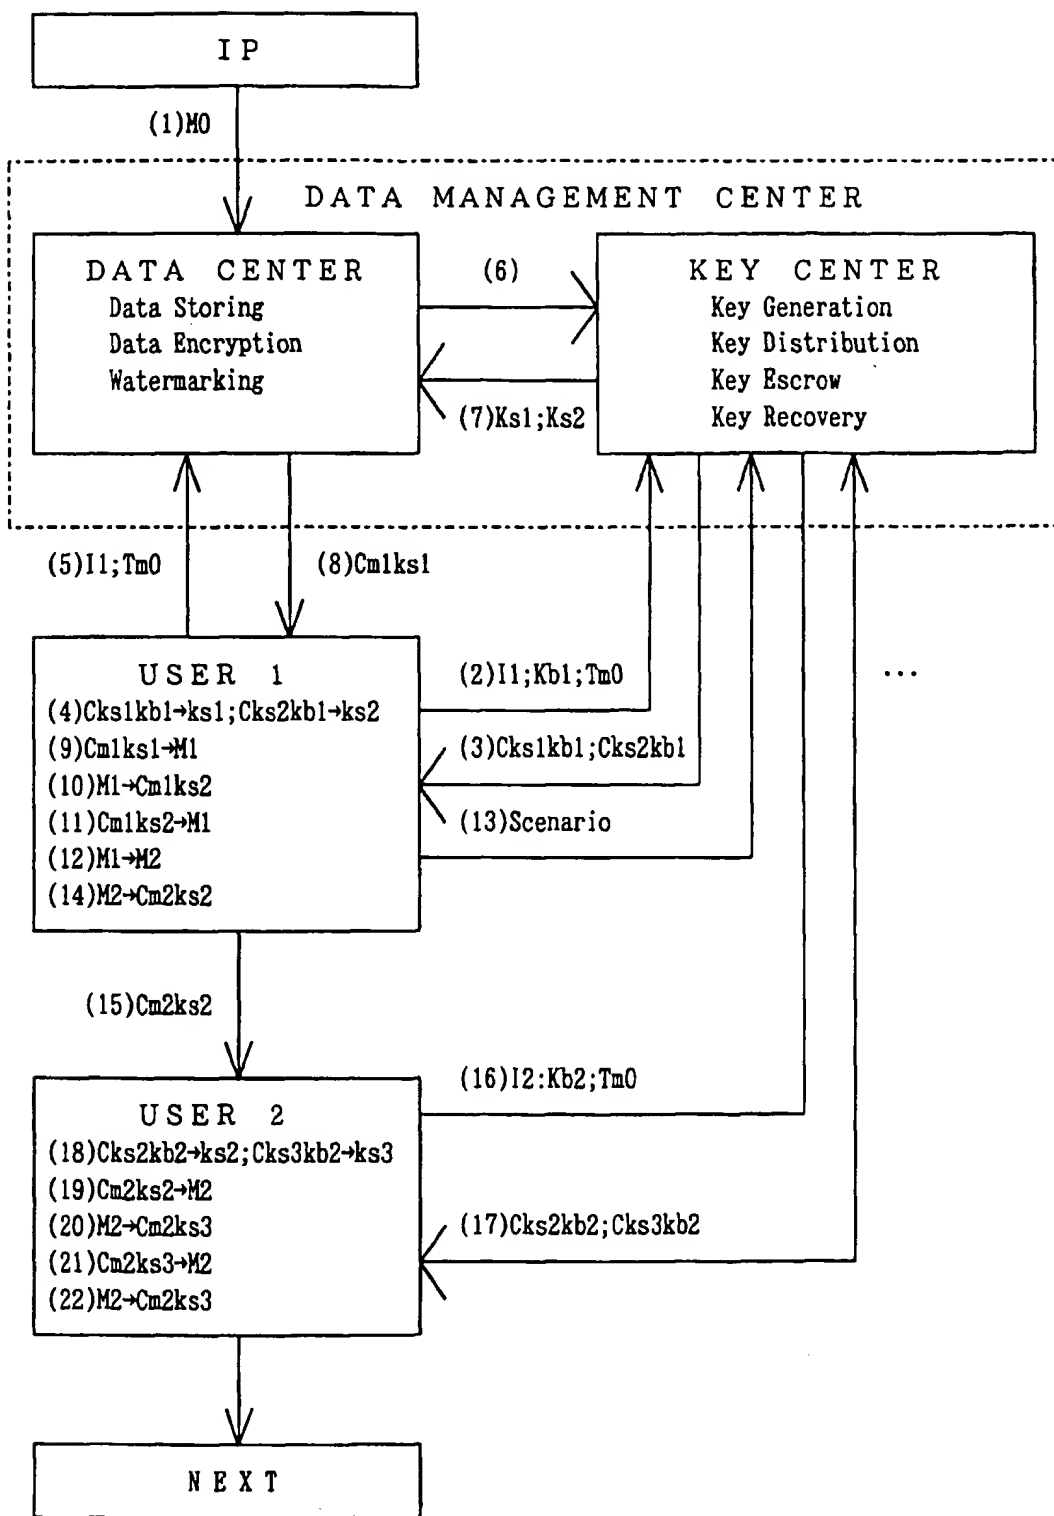 IP
(1)M0
DATA MANAGEMENT CENTER
DATA CENTER
Data Storing
Data Encryption
Watermarking
(6)
(7)Ks1;Ks2
KEY CENTER
Key Generation
Key Distribution
Key Escrow
Key Recovery
(5)I1;Tm0
(8)Cm1ks1
USER 1
(4)Cks1kb1→ks1;Cks2kb1→ks2
(9)Cm1ks1→M1
(10)M1→Cm1ks2
(11)Cm1ks2→M1
(12)M1→M2
(14)M2→Cm2ks2
(2)I1;Kb1;Tm0
(3)Cks1kb1;Cks2kb1
(13)Scenario
...
(15)Cm2ks2
USER 2
(18)Cks2kb2→ks2;Cks3kb2→ks3
(19)Cm2ks2→M2
(20)M2→Cm2ks3
(21)Cm2ks3→M2
(22)M2→Cm2ks3
(16)I2:Kb2;Tm0
(17)Cks2kb2;Cks3kb2
NEXT